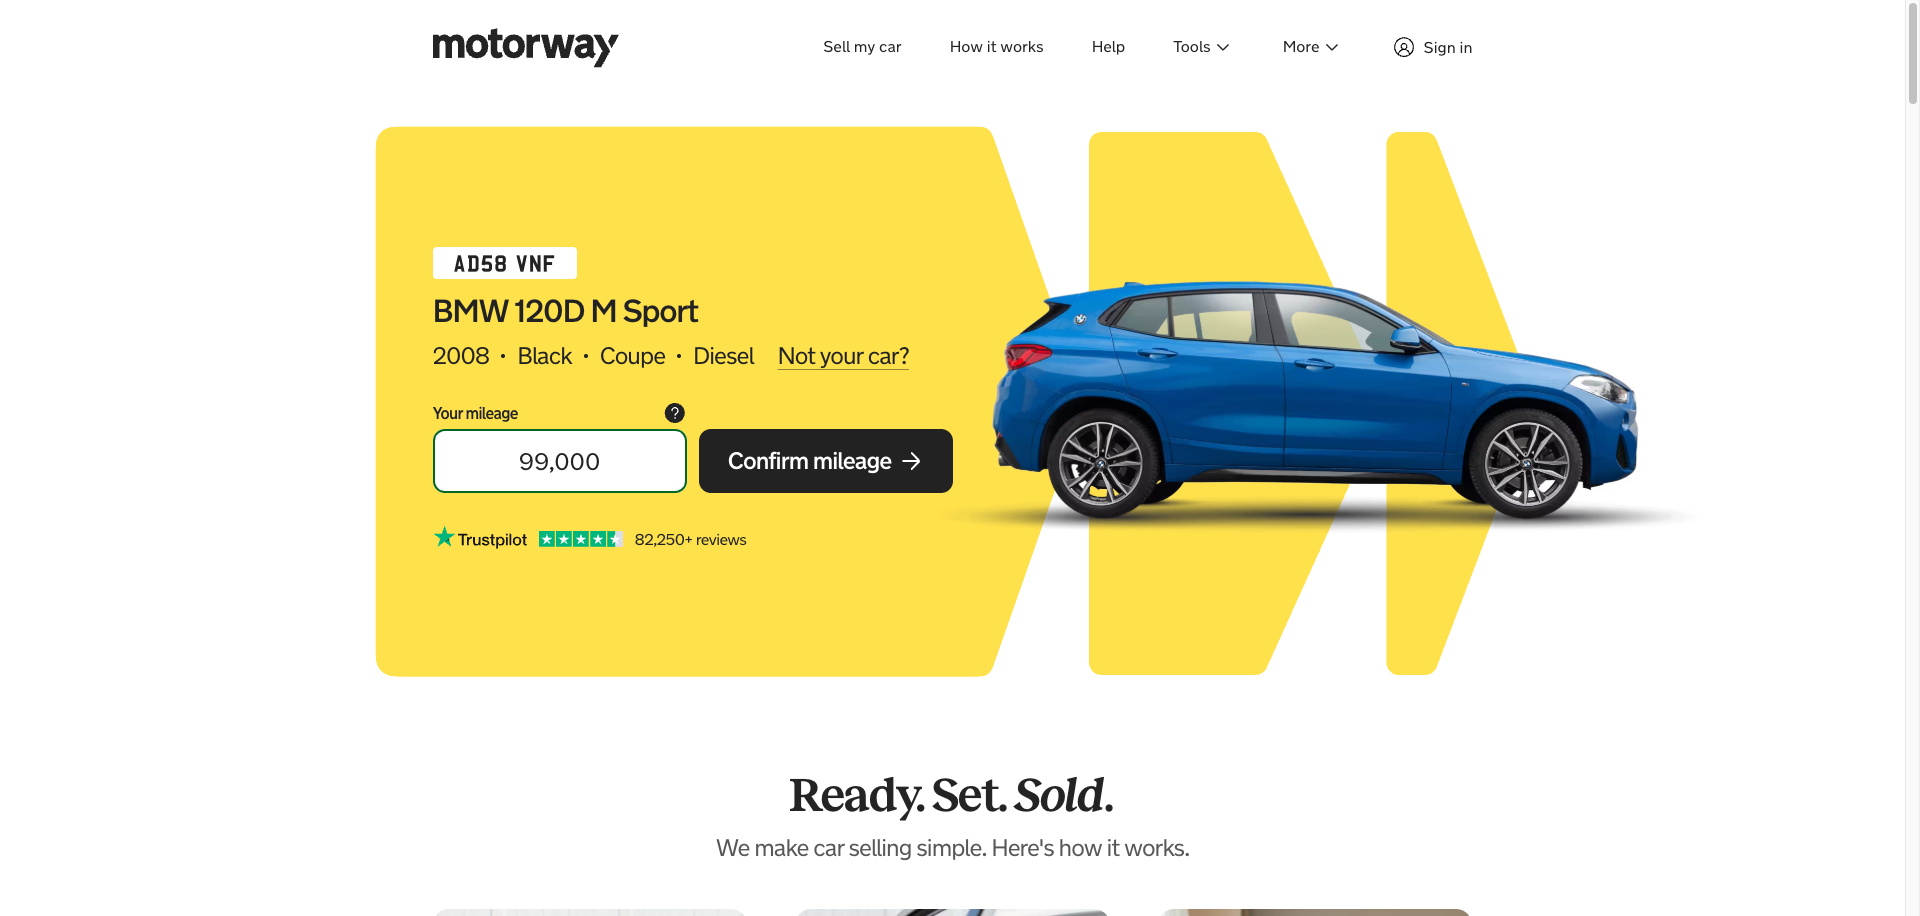 motorway
Sell my car
How it works
Help
Tools
More
Sign in
AD58 VNF
BMW 120D M Sport
2008 • Black • Coupe • Diesel Not your car?
Your mileage ?
99,000
Confirm mileage →
Trustpilot 82,250+ reviews
Ready. Set. Sold.
We make car selling simple. Here's how it works.